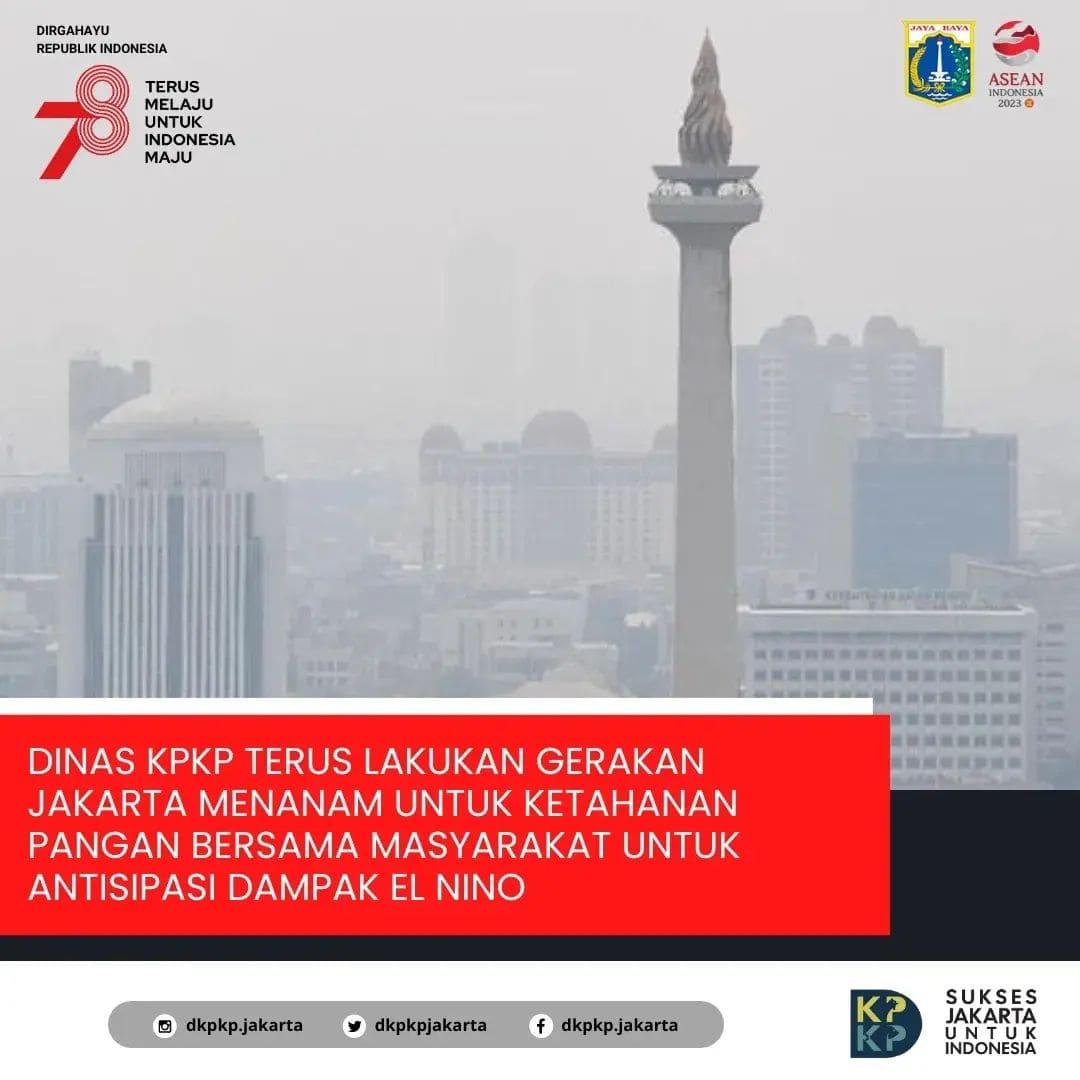 DIRGAHAYU
REPUBLIK INDONESIA
78
TERUS
MELAJU
UNTUK
INDONESIA
MAJU
JAYA RAYA
ASEAN
INDONESIA
2023
DINAS KPKP TERUS LAKUKAN GERAKAN
JAKARTA MENANAM UNTUK KETAHANAN
PANGAN BERSAMA MASYARAKAT UNTUK
ANTISIPASI DAMPAK EL NINO
dkpkp.jakarta dkpkpjakarta dkpkp.jakarta
KP
KP
SUKSES
JAKARTA
UNTUK
INDONESIA